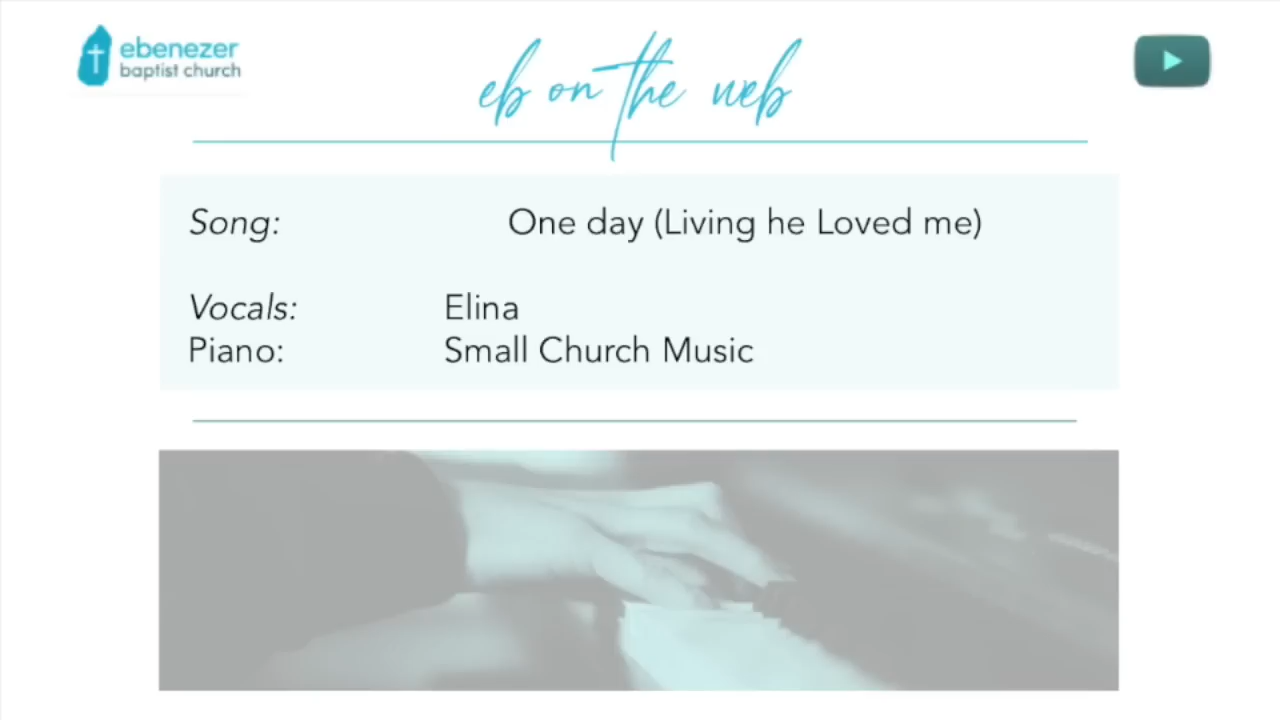 ebenezer
baptist church
eb on the web
Song: One day (Living he Loved me)
Vocals: Elina
Piano: Small Church Music